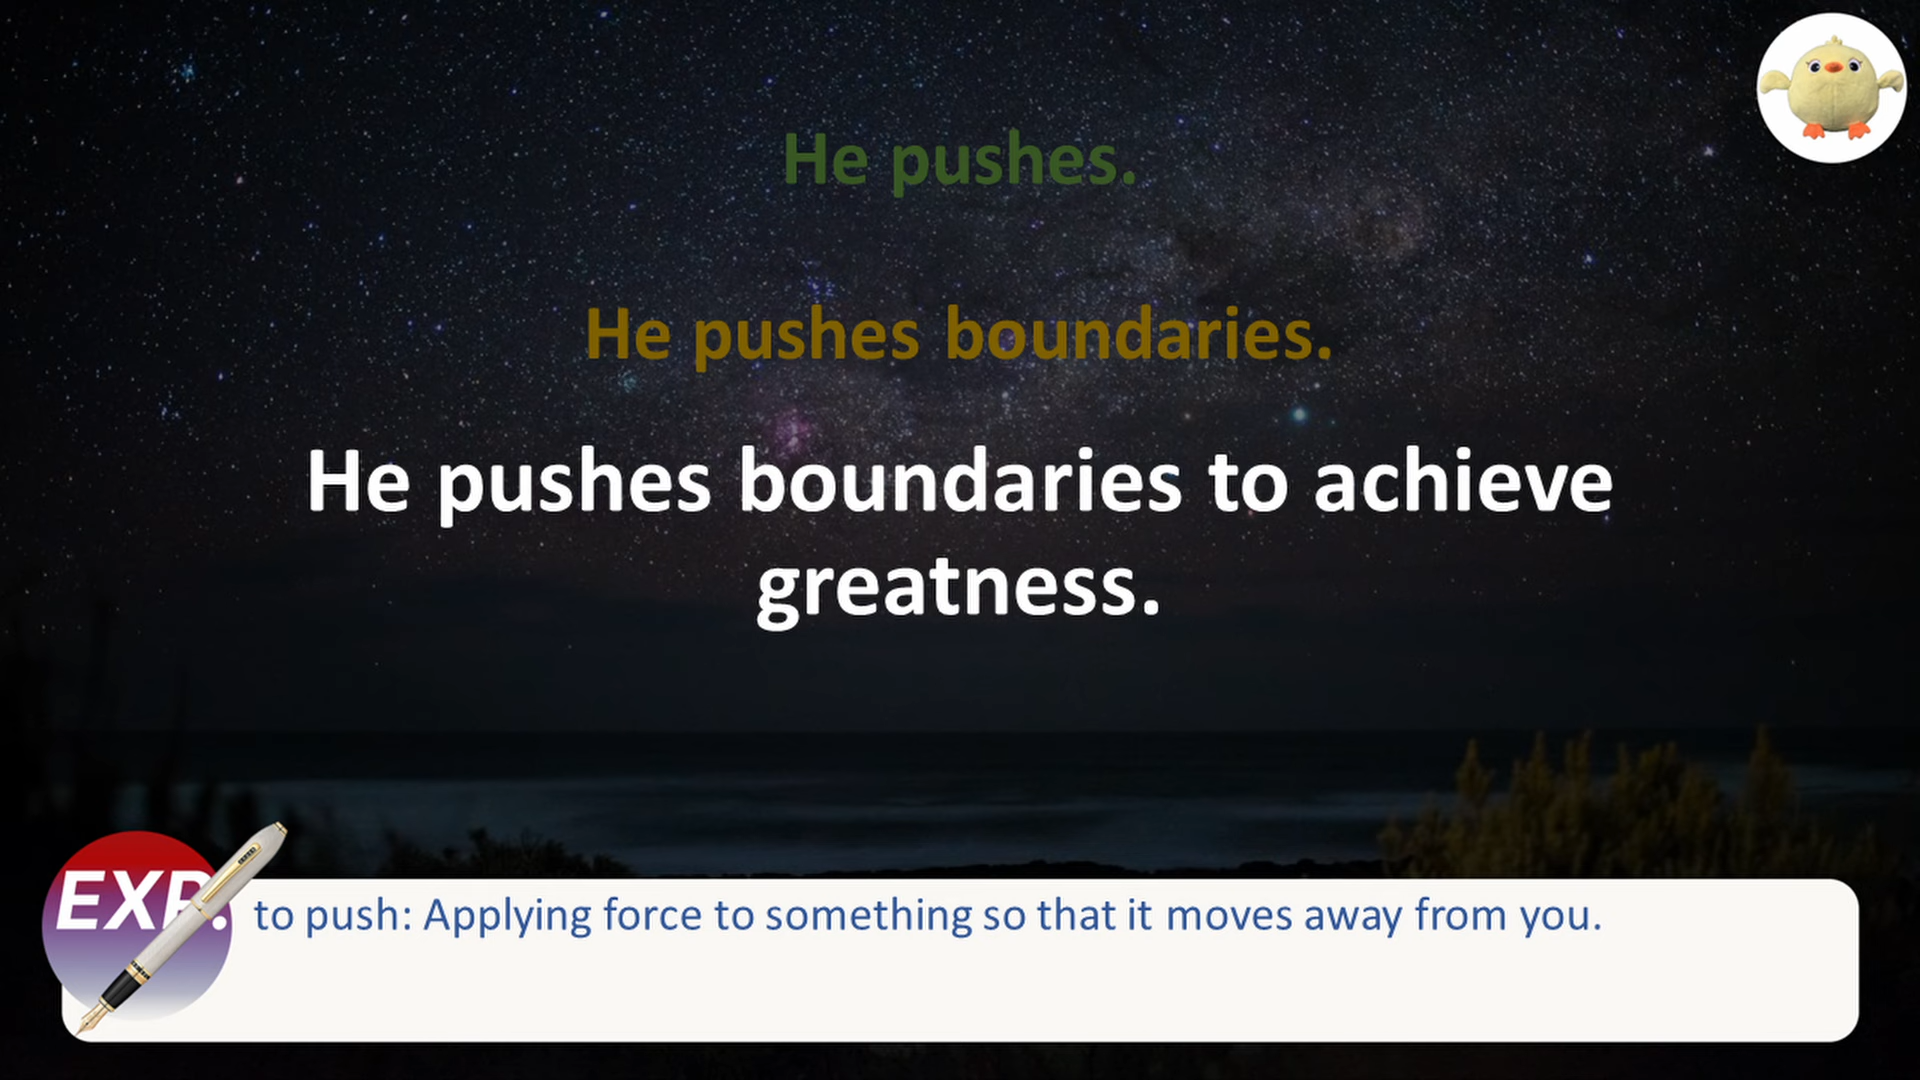 He pushes.
He pushes boundaries.
He pushes boundaries to achieve
greatness.
EXP.
to push: Applying force to something so that it moves away from you.